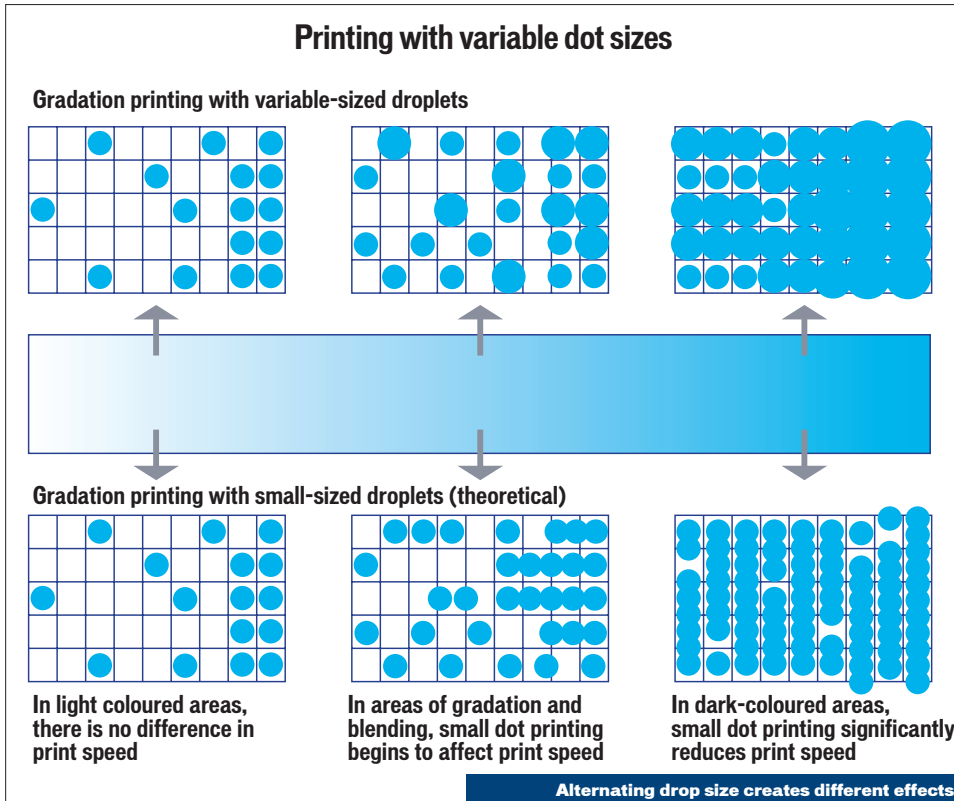 Printing with variable dot sizes
Gradation printing with variable-sized droplets
Gradation printing with small-sized droplets (theoretical)
In light coloured areas,
there is no difference in
print speed
In areas of gradation and
blending, small dot printing
begins to affect print speed
In dark-coloured areas,
small dot printing significantly
reduces print speed
Alternating drop size creates different effects